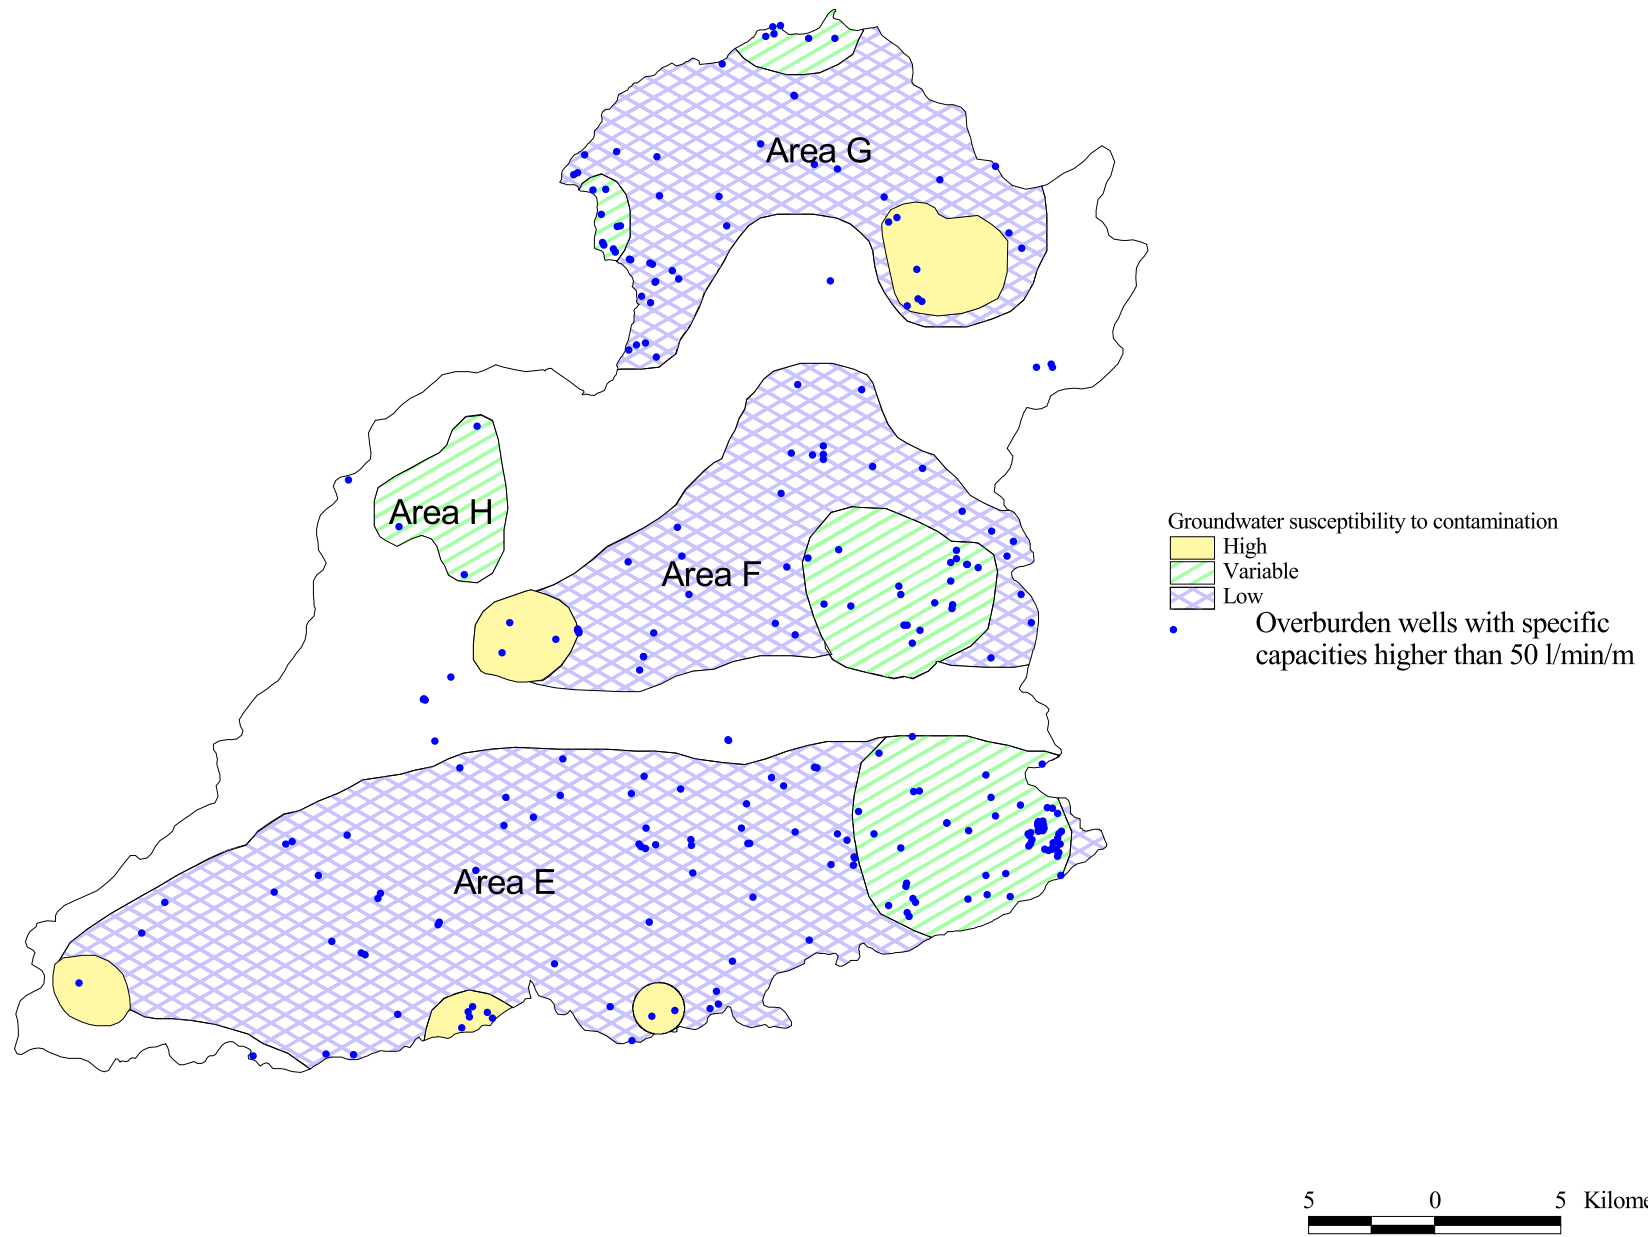 Area G
Area H
Area F
Area E
Groundwater susceptibility to contamination
High
Variable
Low
Overburden wells with specific
capacities higher than 50 l/min/m
5 0 5 Kilome